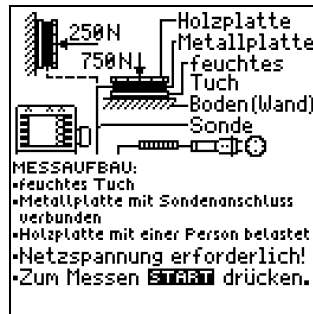 250N
750N
Holzplatte
Metallplatte
feuchtes
Tuch
Boden(Wand)
Sonde
MESSAUFBAU:
•feuchtes Tuch
•Metallplatte mit Sondenanschluss
verbunden
•Holzplatte mit einer Person belastet
•Netzspannung erforderlich!
•Zum Messen START drücken.